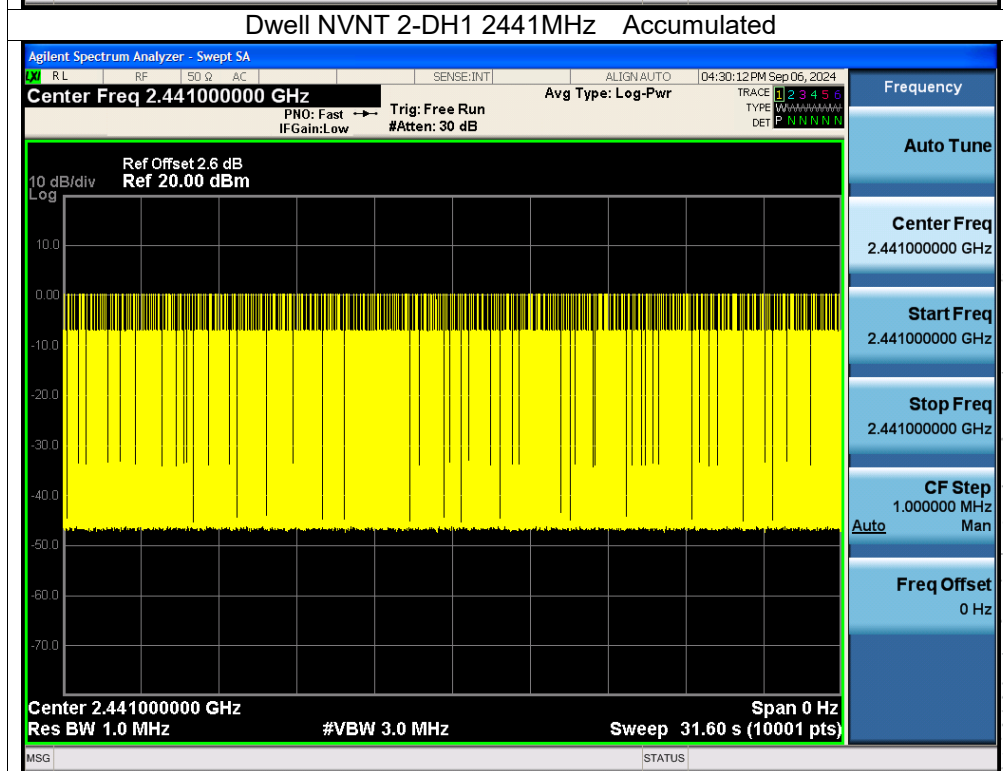 Dwell NVNT 2-DH1 2441MHz Accumulated
Agilent Spectrum Analyzer - Swept SA
LXI RL RF 50 Ω AC SENSE:INT ALIGN AUTO 04:30:12 PM Sep 06, 2024
Center Freq 2.441000000 GHz
PNO: Fast
IFGain:Low
Trig: Free Run
#Atten: 30 dB
Avg Type: Log-Pwr
TRACE 1 2 3 4 5 6
TYPE W W W W W W
DET P N N N N N
Frequency
Auto Tune
Center Freq
2.441000000 GHz
Start Freq
2.441000000 GHz
Stop Freq
2.441000000 GHz
CF Step
1.000000 MHz
Auto Man
Freq Offset
0 Hz
Ref Offset 2.6 dB
10 dB/div Ref 20.00 dBm
Log
10.0
0.00
-10.0
-20.0
-30.0
-40.0
-50.0
-60.0
-70.0
Center 2.441000000 GHz Span 0 Hz
Res BW 1.0 MHz #VBW 3.0 MHz Sweep 31.60 s (10001 pts)
MSG STATUS